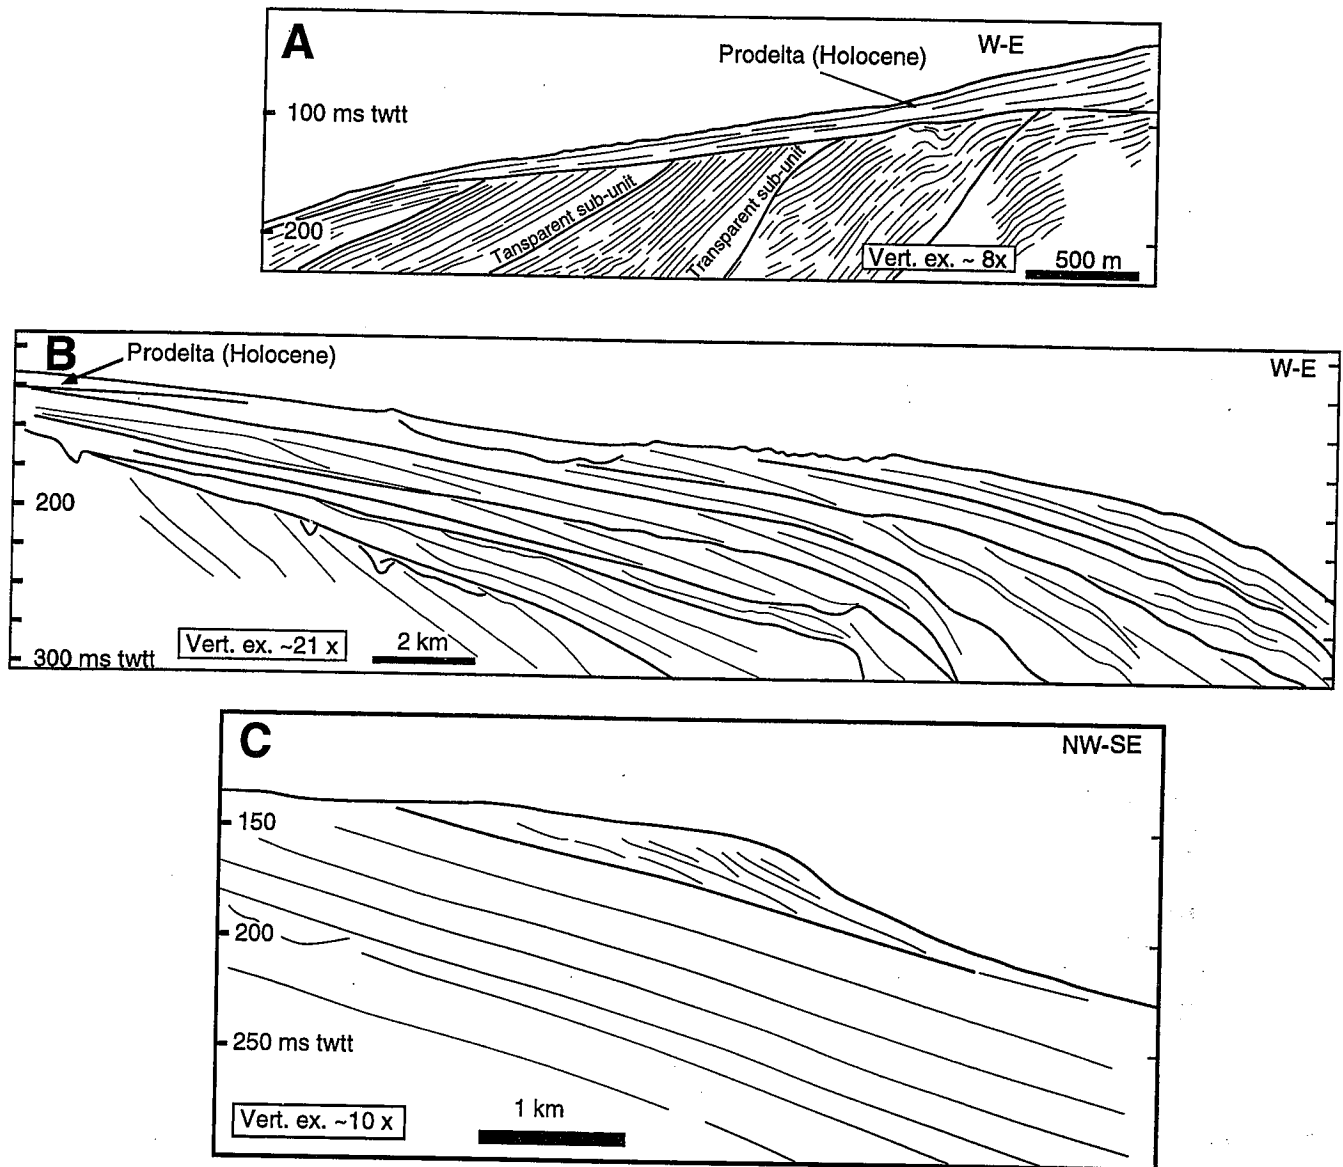 A
W-E
Prodelta (Holocene)
100 ms twtt
Tansparent sub-unit
Transparent sub-unit
200
Vert. ex. ~ 8x
500 m
B
Prodelta (Holocene)
W-E
200
Vert. ex. ~21 x
2 km
300 ms twtt
C
NW-SE
150
200
250 ms twtt
1 km
Vert. ex. ~10 x